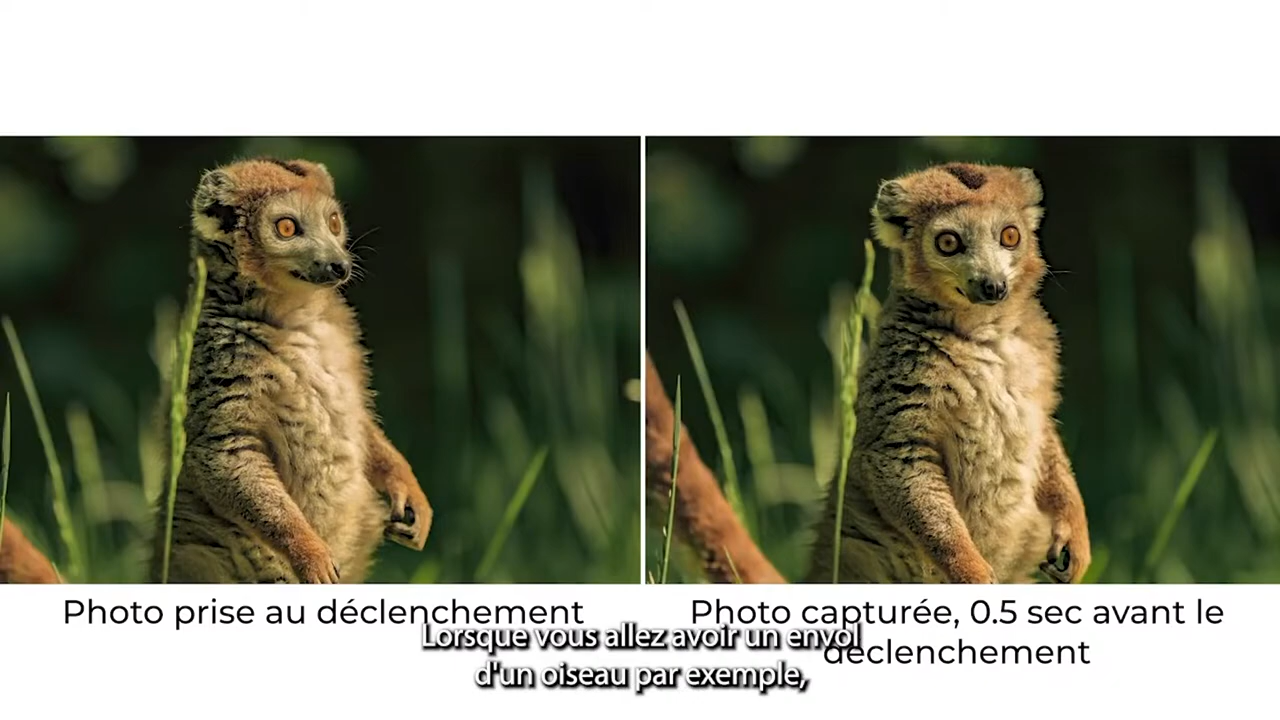 Photo prise au déclenchement
Photo capturée, 0.5 sec avant le
déclenchement
Lorsque vous allez avoir un envol
d'un oiseau par exemple,